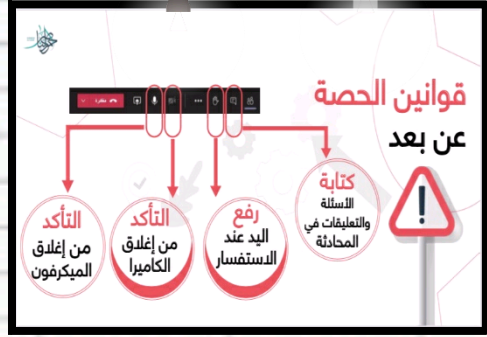 قوانين الحصة
عن بعد
كتابة
الأسئلة
والتعليقات في
المحادثة
رفع
اليد عند
الاستفسار
التأكد
من إغلاق
الكاميرا
التأكد
من إغلاق
الميكرفون